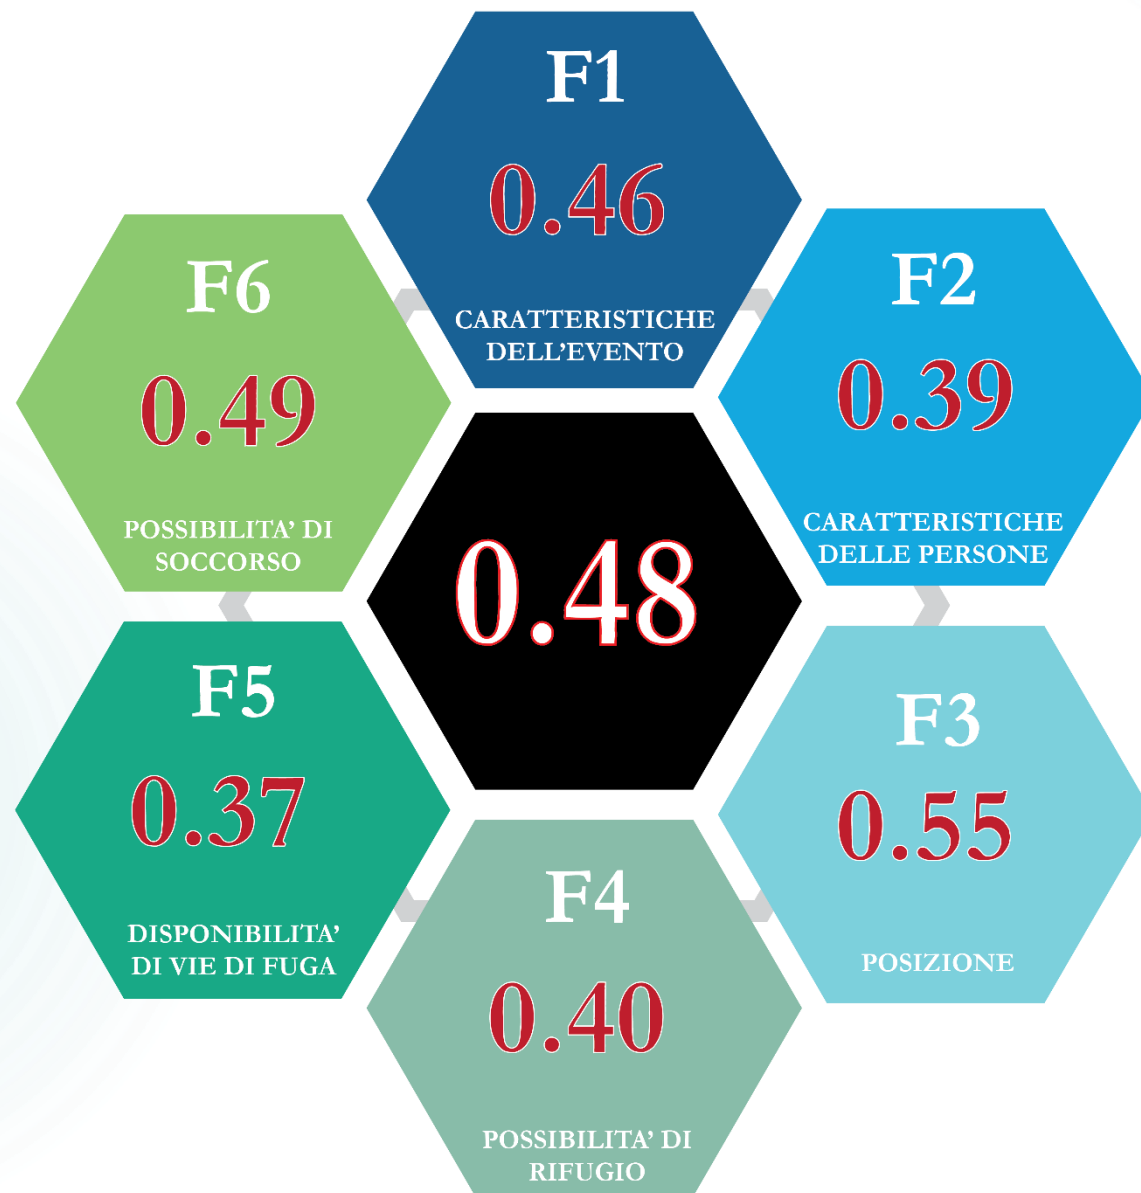 F1
0.46
CARATTERISTICHE
DELL'EVENTO
F2
0.39
CARATTERISTICHE
DELLE PERSONE
F3
0.55
POSIZIONE
F4
0.40
POSSIBILITA' DI
RIFUGIO
F5
0.37
DISPONIBILITA'
DI VIE DI FUGA
F6
0.49
POSSIBILITA' DI
SOCCORSO
0.48